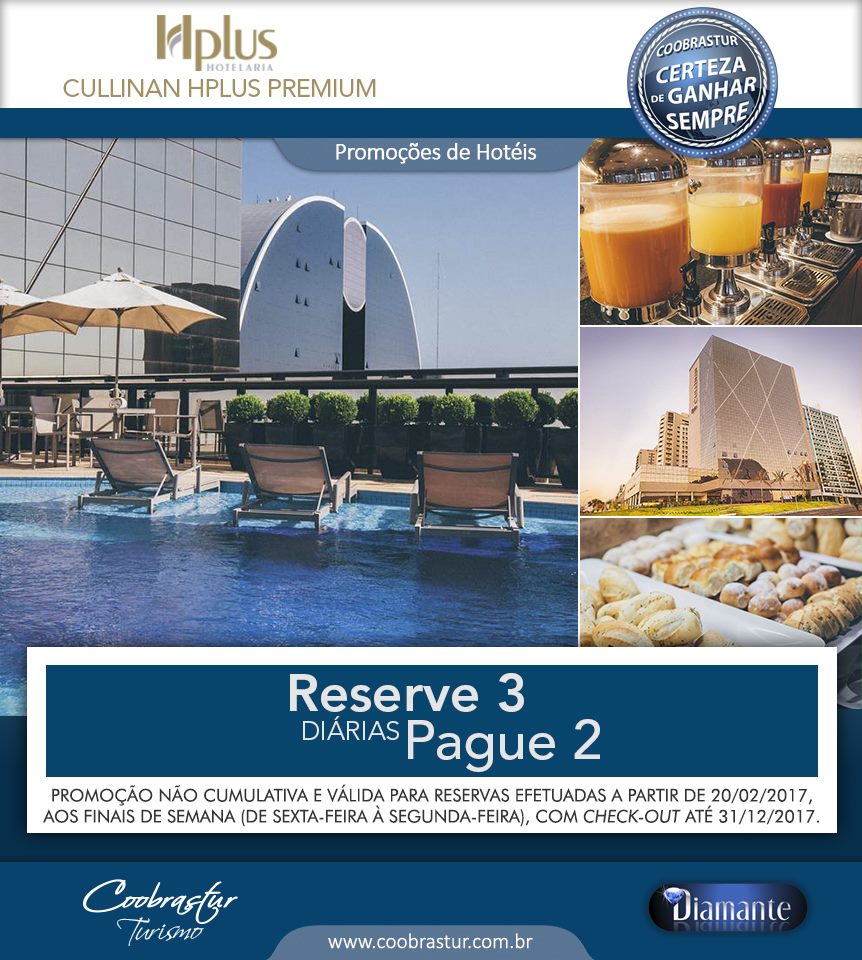 Hplus
HOTELARIA
CULLINAN HPLUS PREMIUM
COOBRASTUR
CERTEZA
DE GANHAR
SEMPRE
Promoções de Hotéis
Reserve 3
DIÁRIAS Pague 2
PROMOÇÃO NÃO CUMULATIVA E VÁLIDA PARA RESERVAS EFETUADAS A PARTIR DE 20/02/2017,
AOS FINAIS DE SEMANA (DE SEXTA-FEIRA À SEGUNDA-FEIRA), COM CHECK-OUT ATÉ 31/12/2017.
Coobrastur
Turismo
Diamante
www.coobrastur.com.br